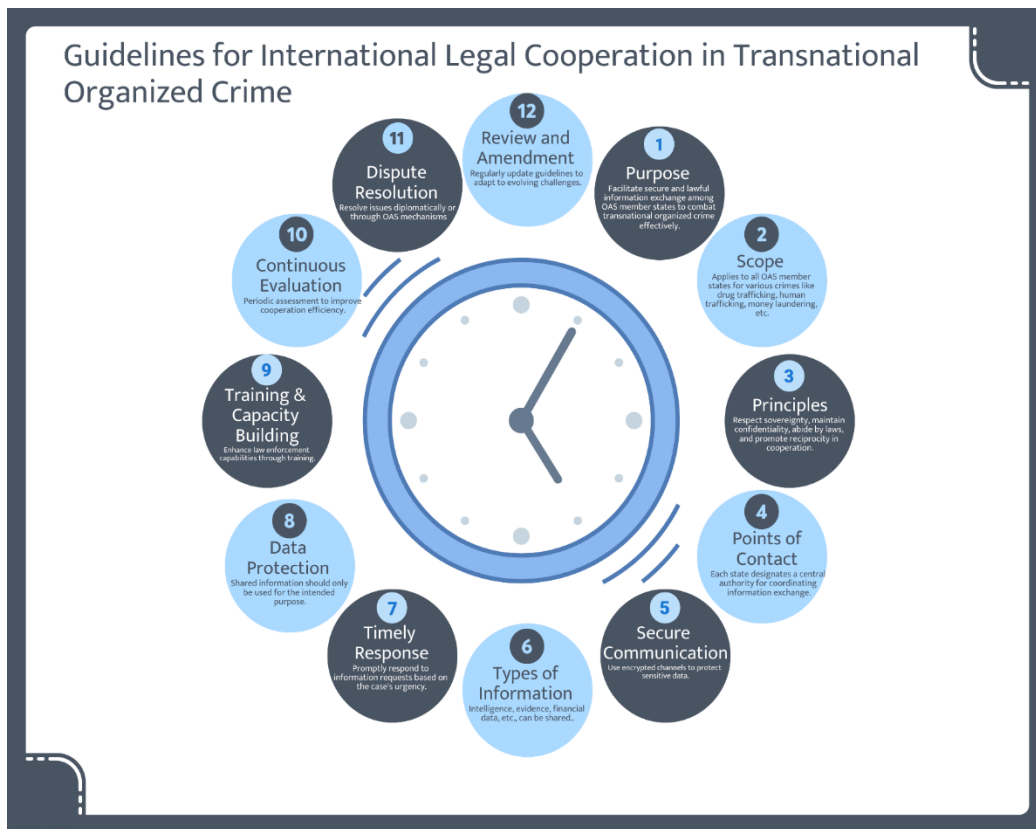 Guidelines for International Legal Cooperation in Transnational
Organized Crime
12
Review and
Amendment
Regularly update guidelines to
adapt to evolving challenges.
1
Purpose
Facilitate secure and lawful
information exchange among
OAS member states to combat
transnational organized crime
effectively.
2
Scope
Applies to all OAS member
states for various crimes like
drug trafficking, human
trafficking, money laundering,
etc.
3
Principles
Respect sovereignty, maintain
confidentiality, abide by laws,
and promote reciprocity in
cooperation.
4
Points of
Contact
Each state designates a central
authority for coordinating
information exchange.
5
Secure
Communication
Use encrypted channels to protect
sensitive data.
6
Types of
Information
Intelligence, evidence, financial
data, etc., can be shared..
7
Timely
Response
Promptly respond to
information requests based on
the case's urgency.
8
Data
Protection
Shared information should only
be used for the intended
purpose.
9
Training &
Capacity
Building
Enhance law enforcement
capabilities through training.
10
Continuous
Evaluation
Periodic assessment to improve
cooperation efficiency.
11
Dispute
Resolution
Resolve issues diplomatically or
through OAS mechanisms